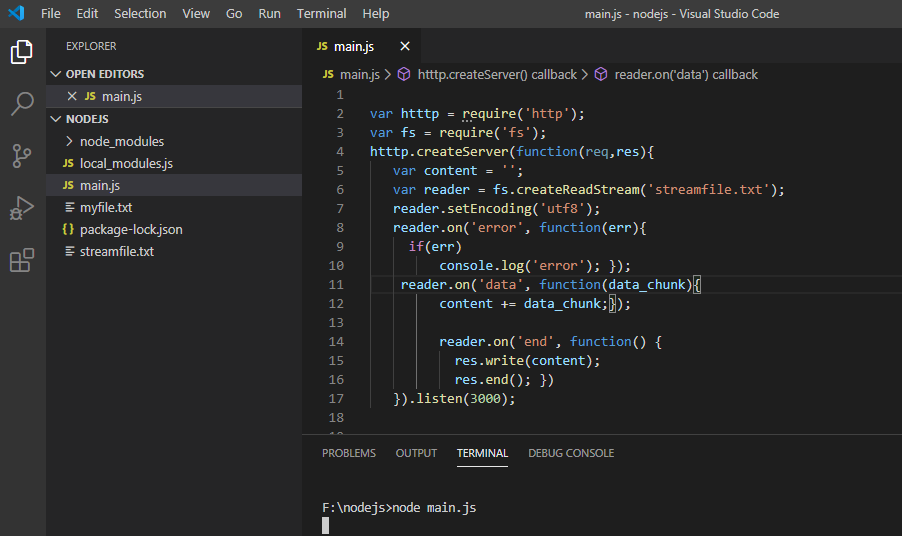 File Edit Selection View Go Run Terminal Help main.js - nodejs - Visual Studio Code
EXPLORER
OPEN EDITORS
JS main.js
NODEJS
node_modules
JS local_modules.js
JS main.js
myfile.txt
{} package-lock.json
streamfile.txt
JS main.js
JS main.js > htttp.createServer() callback > reader.on('data') callback
1
2 var htttp = require('http');
3 var fs = require('fs');
4 htttp.createServer(function(req,res){
5 var content = '';
6 var reader = fs.createReadStream('streamfile.txt');
7 reader.setEncoding('utf8');
8 reader.on('error', function(err){
9 if(err)
10 console.log('error'); });
11 reader.on('data', function(data_chunk){
12 content += data_chunk;});
13
14 reader.on('end', function() {
15 res.write(content);
16 res.end(); })
17 }).listen(3000);
18
PROBLEMS OUTPUT TERMINAL DEBUG CONSOLE
F:\nodejs>node main.js